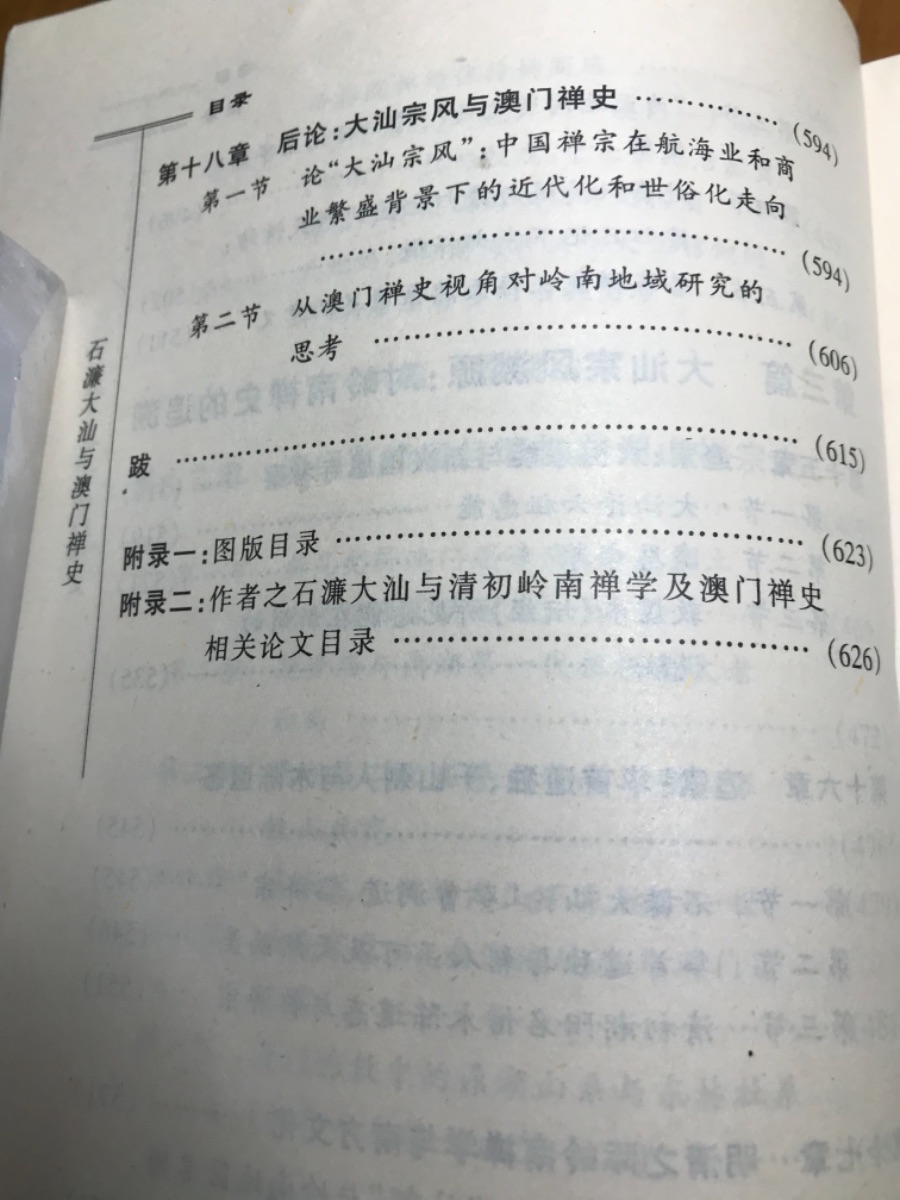 目录
石濂大汕与澳门禅史
第十八章 后论:大汕宗风与澳门禅史 ……………(594)
第一节 论“大汕宗风”:中国禅宗在航海业和商
业繁盛背景下的近代化和世俗化走向
……………………………………………(594)
第二节 从澳门禅史视角对岭南地域研究的
思考 ………………………………………(606)
跋 ……………………………………………………………(615)
附录一:图版目录 ……………………………………………(623)
附录二:作者之石濂大汕与清初岭南禅学及澳门禅史
相关论文目录 ………………………………………(626)